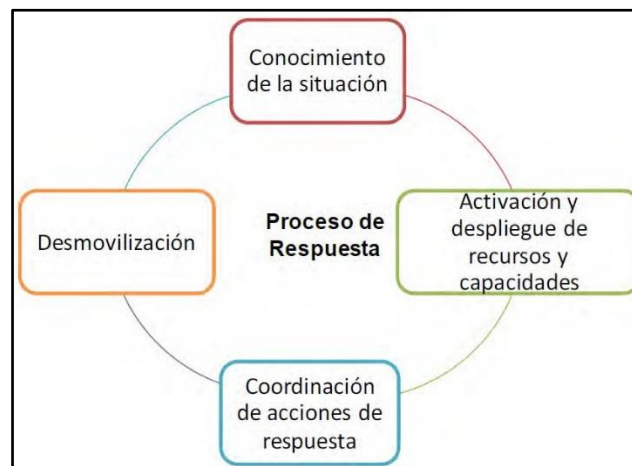 Conocimiento
de la situación
Desmovilización
Proceso de
Respuesta
Activación y
despliegue de
recursos y
capacidades
Coordinación
de acciones de
respuesta